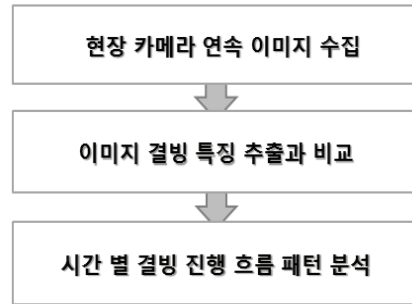 현장 카메라 연속 이미지 수집
이미지 결빙 특징 추출과 비교
시간 별 결빙 진행 흐름 패턴 분석